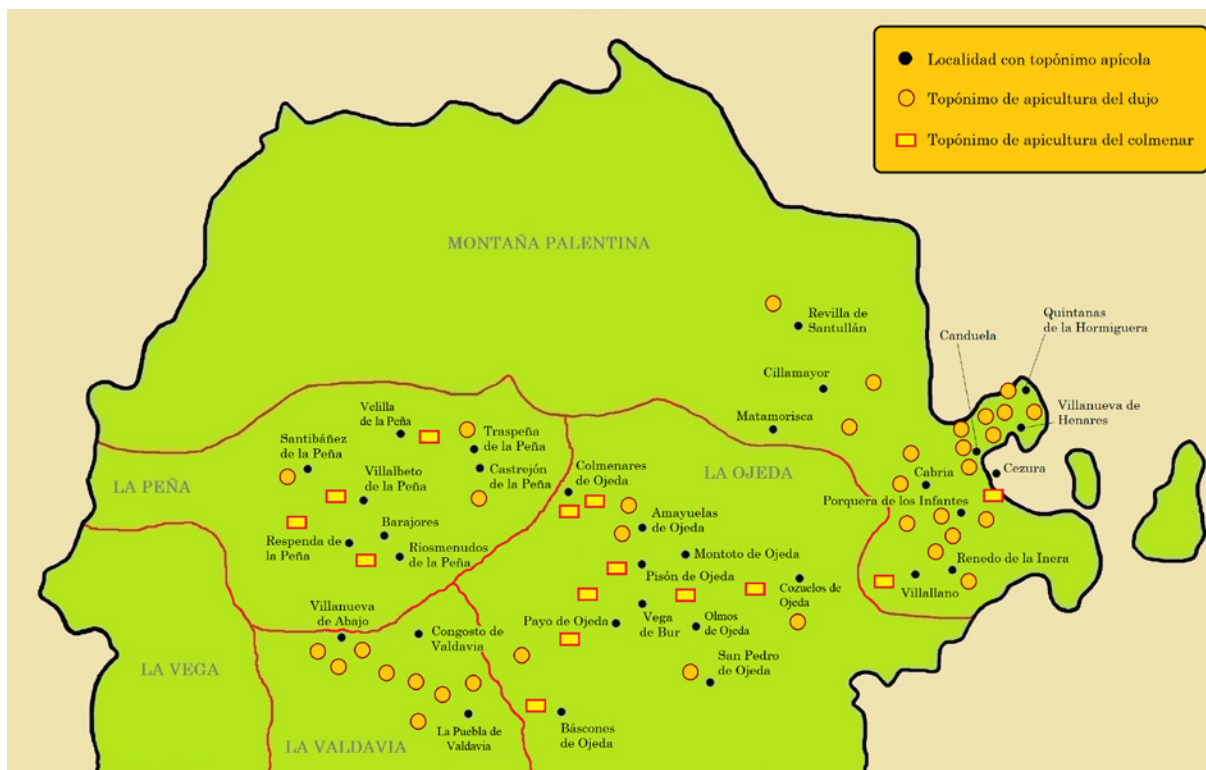 Localidad con topónimo apícola
Topónimo de apicultura del dujo
Topónimo de apicultura del colmenar
MONTAÑA PALENTINA
Revilla de
Santullán
Quintanas
de la Hormiguera
Canduela
Cillamayor
Villanueva de
Henares
Matamorisca
Velilla
de la Peña
Traspeña
de la Peña
Santibáñez
de la Peña
Castrejón
de la Peña
Colmenares
de Ojeda
LA OJEDA
Cabria
Cezura
LA PEÑA
Villalbeto
de la Peña
Porquera de los Infantes
Amayuelas
de Ojeda
Barajores
Respenda de
la Peña
Riosmenudos
de la Peña
Montoto de Ojeda
Renedo de la Inera
Pisón de Ojeda
Cozuelos de
Ojeda
Villallano
Villanueva
de Abajo
Congosto de
Valdavia
Payo de Ojeda
Vega
de Bur
Olmos
de Ojeda
San Pedro
de Ojeda
LA VEGA
La Puebla de
Valdavia
Báscones
de Ojeda
LA VALDAVIA